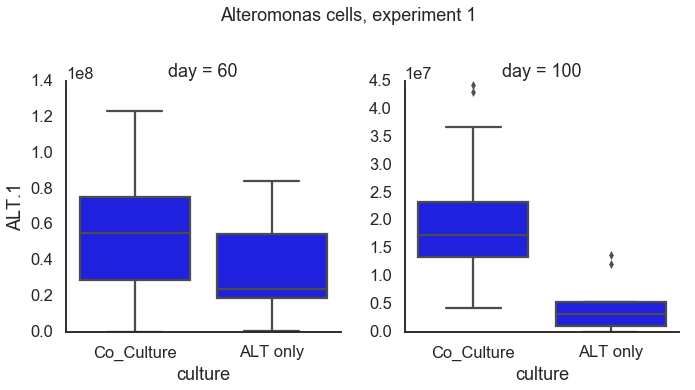 Alteromonas cells, experiment 1
1e8
day = 60
1.4
1.2
1.0
0.8
0.6
0.4
0.2
0.0
ALT.1
Co_Culture ALT only
culture
1e7
day = 100
4.5
4.0
3.5
3.0
2.5
2.0
1.5
1.0
0.5
0.0
Co_Culture ALT only
culture